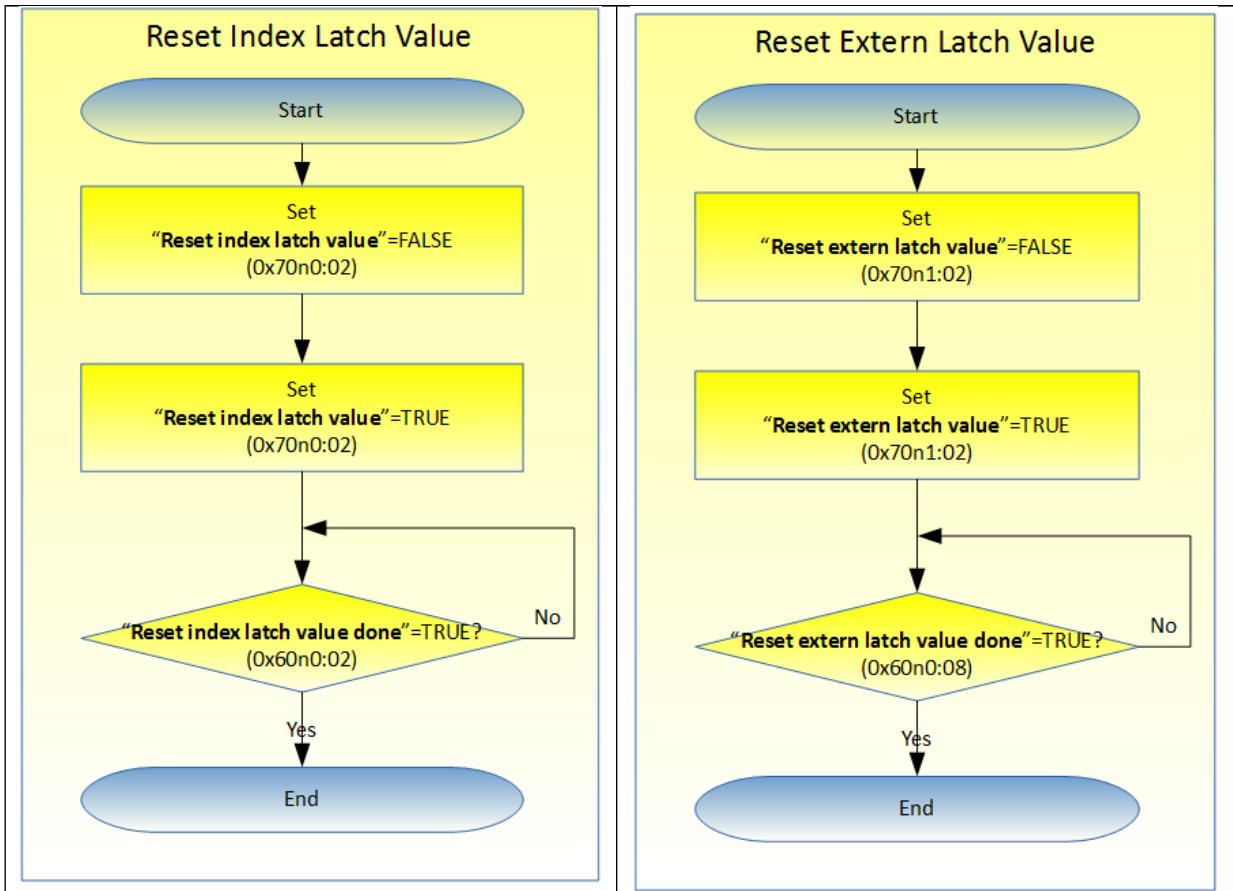 Reset Index Latch Value
Start
Set
“Reset index latch value”=FALSE
(0x70n0:02)
Set
“Reset index latch value”=TRUE
(0x70n0:02)
No
“Reset index latch value done”=TRUE?
(0x60n0:02)
Yes
End
Reset Extern Latch Value
Start
Set
“Reset extern latch value”=FALSE
(0x70n1:02)
Set
“Reset extern latch value”=TRUE
(0x70n1:02)
No
“Reset extern latch value done”=TRUE?
(0x60n0:08)
Yes
End